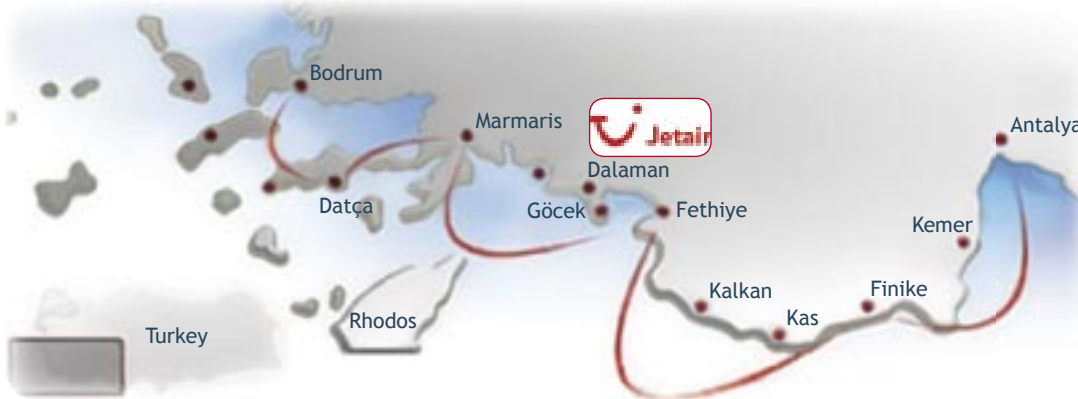 Bodrum
Marmaris
Jetair
Antalya
Dalaman
Datça
Göcek
Fethiye
Kemer
Kalkan
Finike
Rhodos
Kas
Turkey